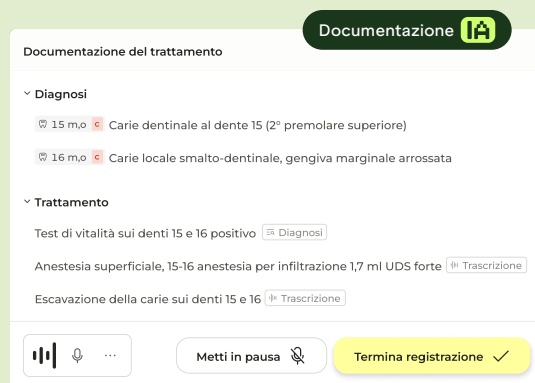 Documentazione IA
Documentazione del trattamento
Diagnosi
15 m,o c Carie dentinale al dente 15 (2° premolare superiore)
16 m,o c Carie locale smalto-dentinale, gengiva marginale arrossata
Trattamento
Test di vitalità sui denti 15 e 16 positivo Diagnosi
Anestesia superficiale, 15-16 anestesia per infiltrazione 1,7 ml UDS forte Trascrizione
Escavazione della carie sui denti 15 e 16 Trascrizione
Metti in pausa Termina registrazione